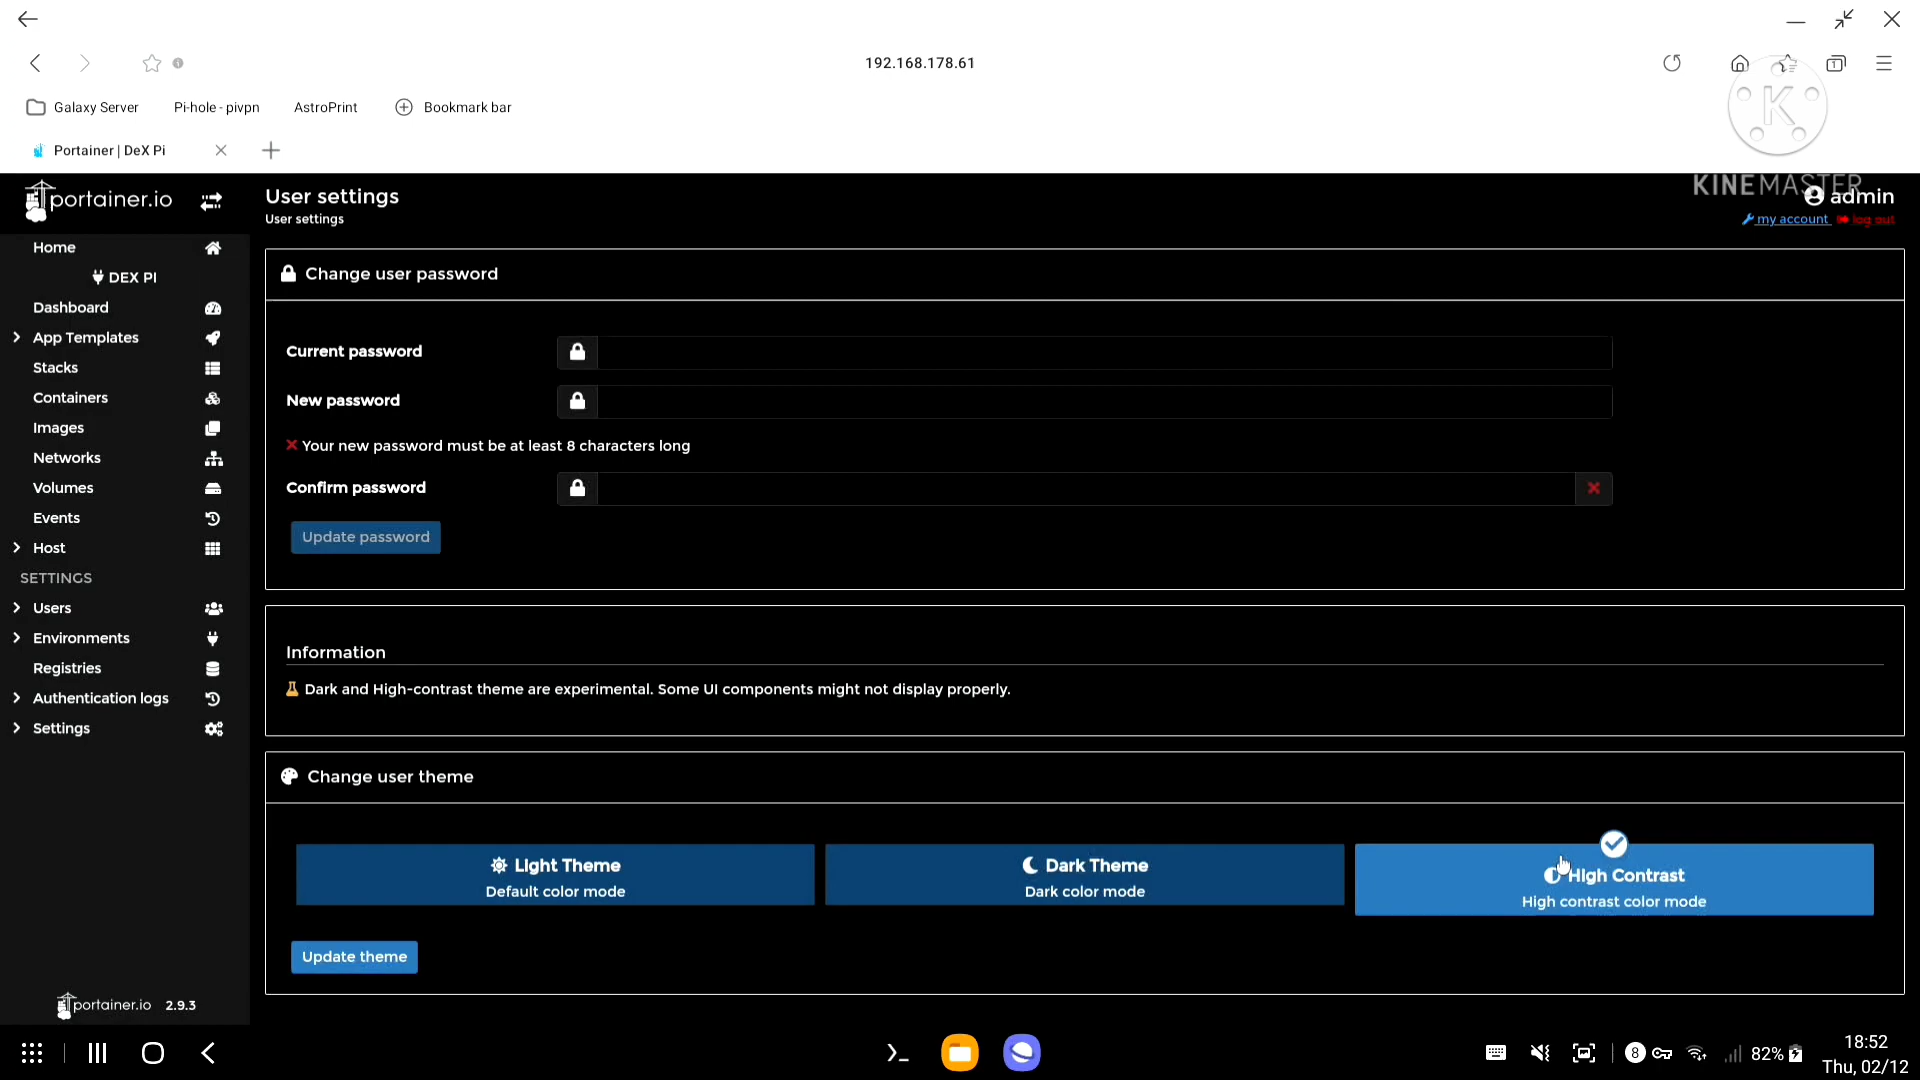 192.168.178.61
Galaxy Server
Pi-hole - pivpn
AstroPrint
Bookmark bar
1
K
Portainer | DeX Pi
KINEMASTER
portainer.io
User settings
User settings
admin
my account
log out
Home
DEX PI
Dashboard
App Templates
Stacks
Containers
Images
Networks
Volumes
Events
Host
SETTINGS
Users
Environments
Registries
Authentication logs
Settings
portainer.io 2.9.3
Change user password
Current password
New password
Your new password must be at least 8 characters long
Confirm password
Update password
Information
Dark and High-contrast theme are experimental. Some UI components might not display properly.
Change user theme
Light Theme
Default color mode
Dark Theme
Dark color mode
High Contrast
High contrast color mode
Update theme
8
82%
18:52
Thu, 02/12